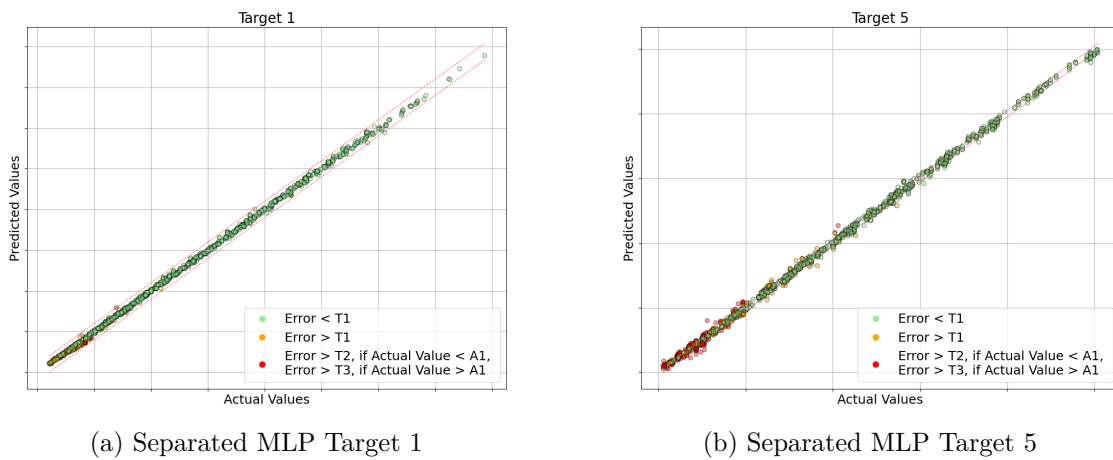 Target 1
Predicted Values
Error < T1
Error > T1
Error > T2, if Actual Value < A1,
Error > T3, if Actual Value > A1
Actual Values
(a) Separated MLP Target 1
Target 5
Predicted Values
Error < T1
Error > T1
Error > T2, if Actual Value < A1,
Error > T3, if Actual Value > A1
Actual Values
(b) Separated MLP Target 5